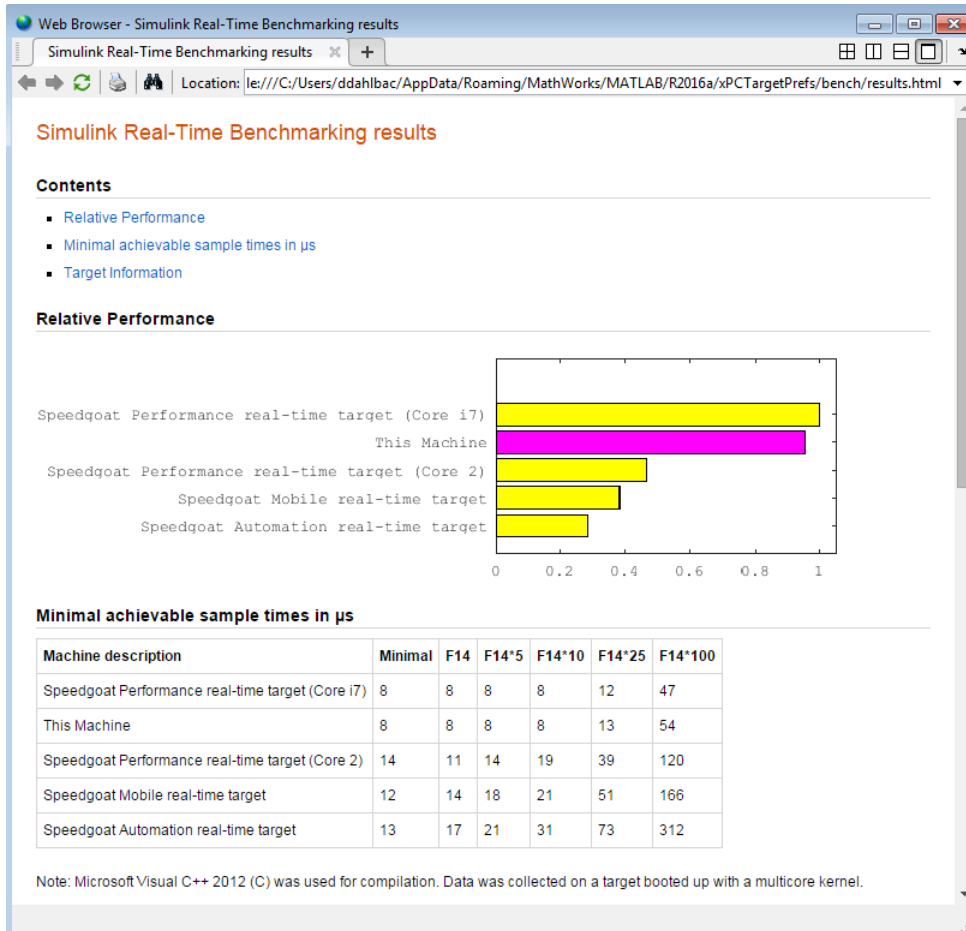 Web Browser - Simulink Real-Time Benchmarking results
Simulink Real-Time Benchmarking results
Location: le:///C:/Users/ddahlbac/AppData/Roaming/MathWorks/MATLAB/R2016a/xPCTargetPrefs/bench/results.html
Simulink Real-Time Benchmarking results
Contents
Relative Performance
Minimal achievable sample times in µs
Target Information
Relative Performance
Speedgoat Performance real-time target (Core i7)
This Machine
Speedgoat Performance real-time target (Core 2)
Speedgoat Mobile real-time target
Speedgoat Automation real-time target
0 0.2 0.4 0.6 0.8 1
Minimal achievable sample times in µs
Machine description Minimal F14 F14*5 F14*10 F14*25 F14*100
Speedgoat Performance real-time target (Core i7) 8 8 8 8 12 47
This Machine 8 8 8 8 13 54
Speedgoat Performance real-time target (Core 2) 14 11 14 19 39 120
Speedgoat Mobile real-time target 12 14 18 21 51 166
Speedgoat Automation real-time target 13 17 21 31 73 312
Note: Microsoft Visual C++ 2012 (C) was used for compilation. Data was collected on a target booted up with a multicore kernel.